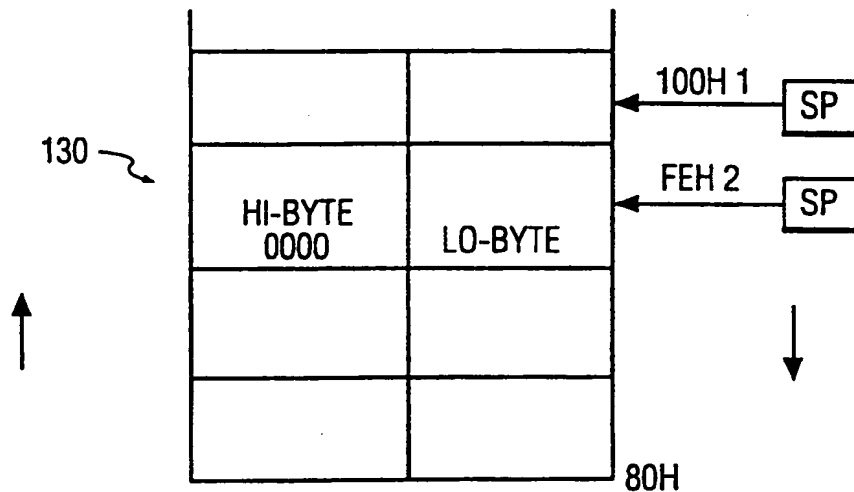 100H 1
SP
130
FEH 2
SP
HI-BYTE
0000
LO-BYTE
80H